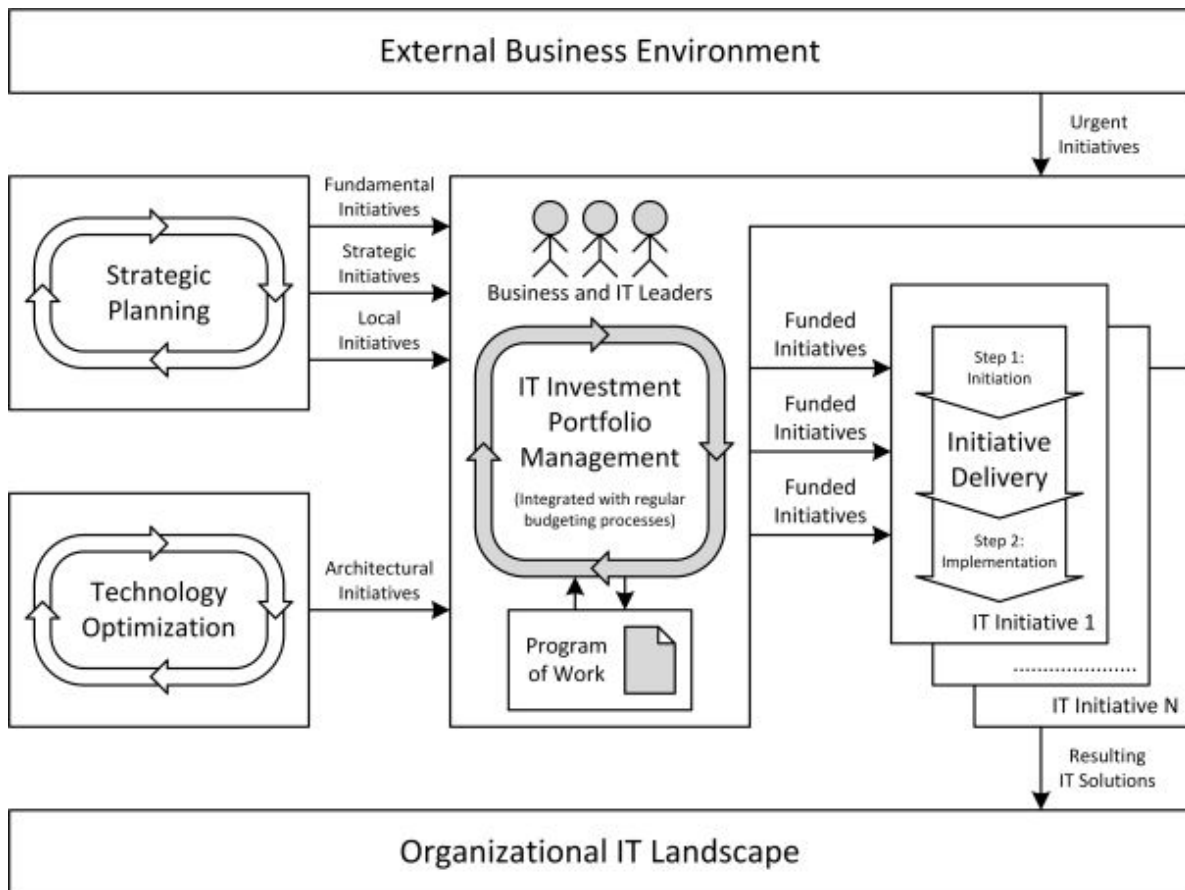 External Business Environment
Urgent
Initiatives
Fundamental
Initiatives
Strategic
Initiatives
Local
Initiatives
Strategic
Planning
Business and IT Leaders
IT Investment
Portfolio
Management
(Integrated with regular
budgeting processes)
Funded
Initiatives
Funded
Initiatives
Funded
Initiatives
Step 1:
Initiation
Initiative
Delivery
Step 2:
Implementation
IT Initiative 1
.....................
IT Initiative N
Technology
Optimization
Architectural
Initiatives
Program
of Work
Resulting
IT Solutions
Organizational IT Landscape